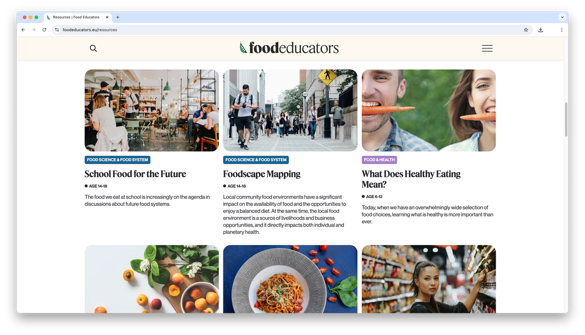 Resources | Food Educators
foodeducators.eu/resources
foodeducators
FOOD SCIENCE & FOOD SYSTEM
School Food for the Future
AGE 14-18
The food we eat at school is increasingly on the agenda in
discussions about future food systems.
FOOD SCIENCE & FOOD SYSTEM
Foodscape Mapping
AGE 14-18
Local community food environments have a significant
impact on the availability of food and the opportunities to
enjoy a balanced diet. At the same time, the local food
environment is a source of livelihoods and business
opportunities, and it directly impacts both individual and
planetary health.
FOOD & HEALTH
What Does Healthy Eating
Mean?
AGE 6-13
Today, when we have an overwhelmingly wide selection of
food choices, learning what is healthy is more important than
ever.